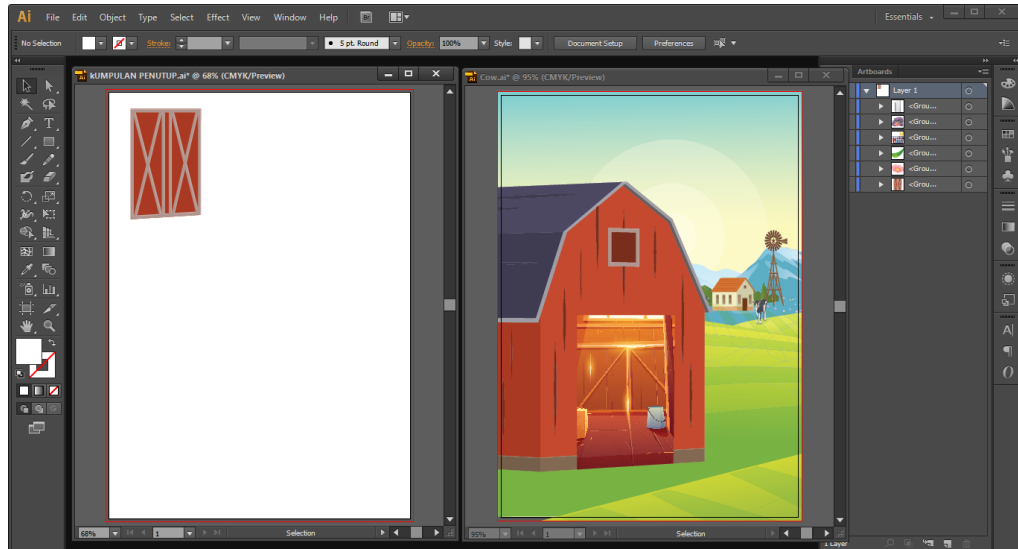 Ai File Edit Object Type Select Effect View Window Help Br Essentials
No Selection Stroke: 5 pt. Round Opacity: 100% Style: Document Setup Preferences
kUMPULAN PENUTUP.ai* @ 68% (CMYK/Preview)
Cow.ai* @ 95% (CMYK/Preview)
Artboards
Layer 1
<Grou...
<Grou...
<Grou...
<Grou...
<Grou...
<Grou...
68% 1 Selection
95% 1 Selection
1 Layer